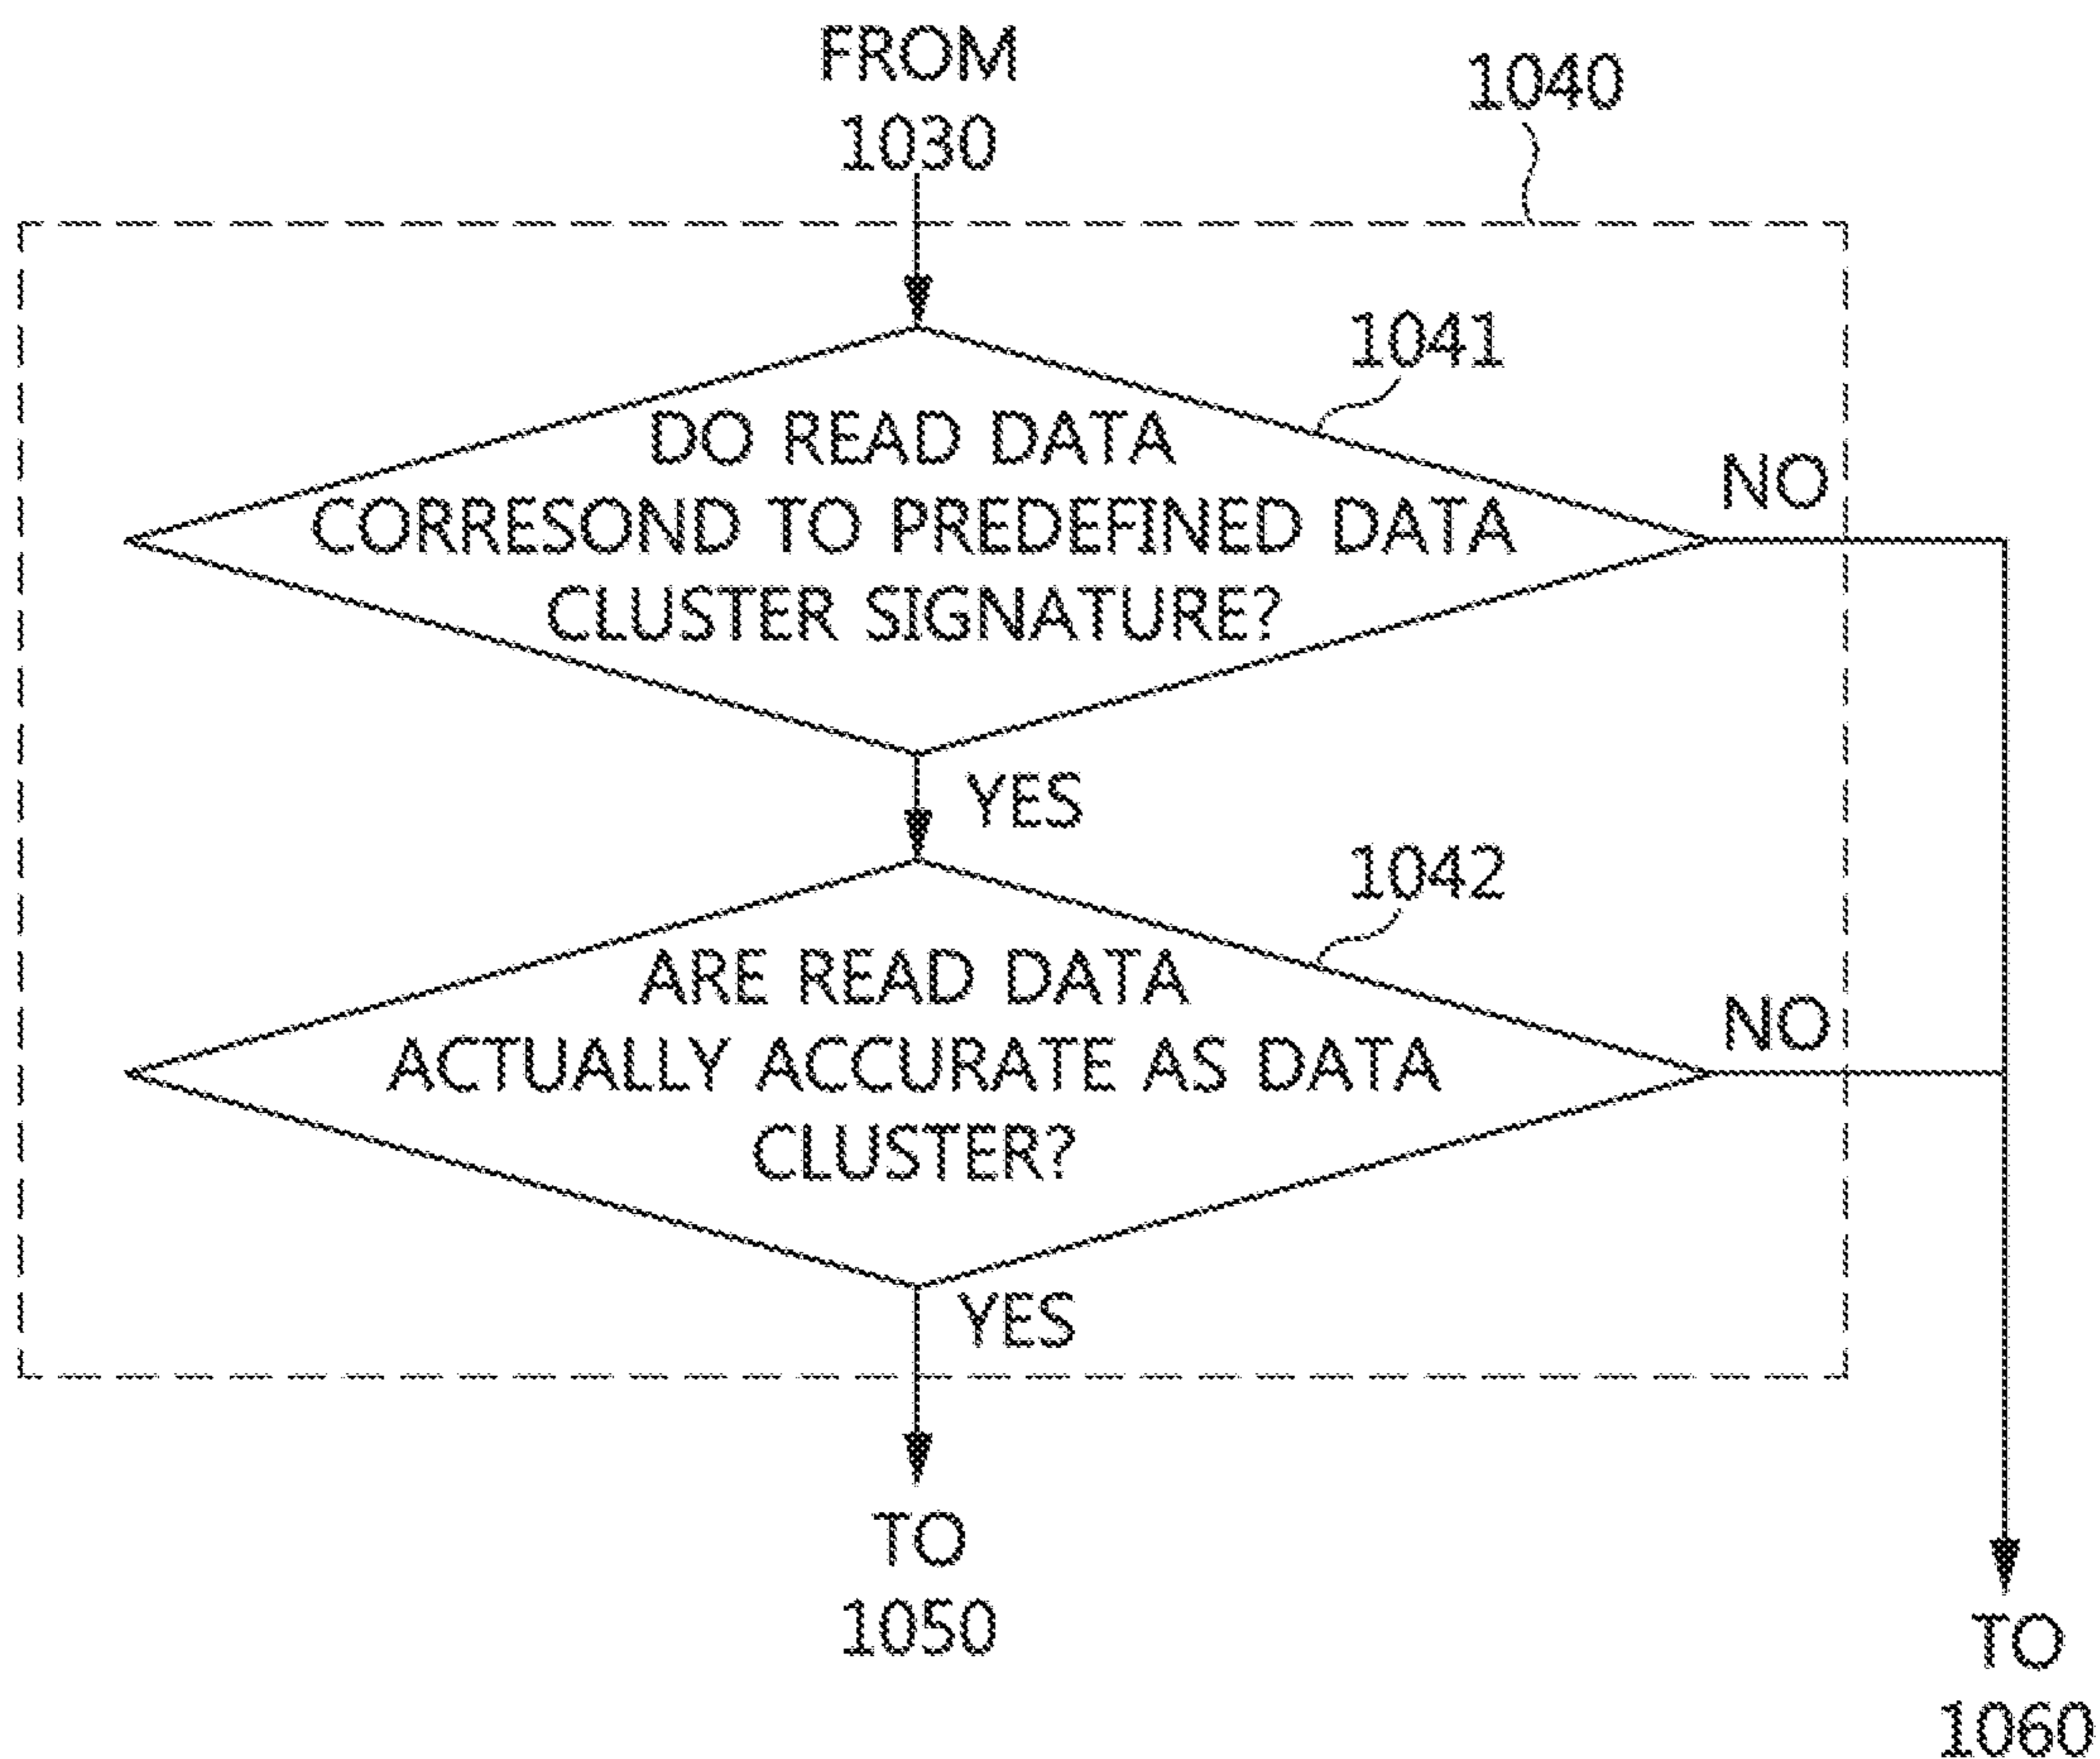 FROM
1030
1040
1041
DO READ DATA
CORRESOND TO PREDEFINED DATA
CLUSTER SIGNATURE?
NO
YES
1042
ARE READ DATA
ACTUALLY ACCURATE AS DATA
CLUSTER?
NO
YES
TO
1050
TO
1060